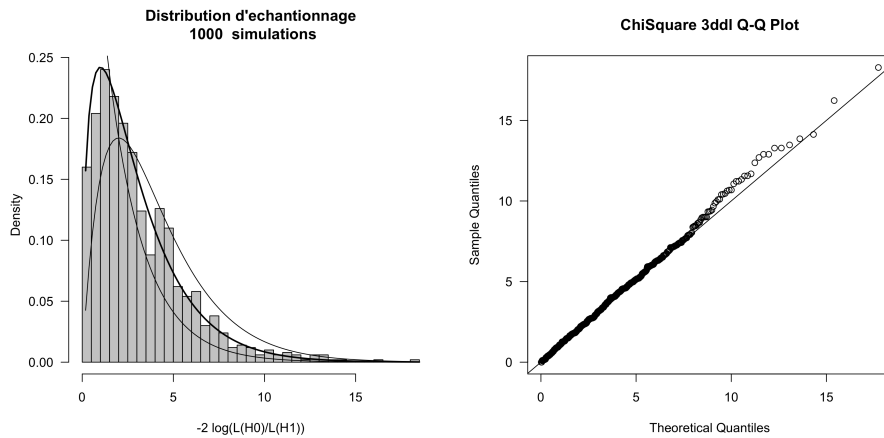 Distribution d'echantionnage
1000 simulations
0.25
0.20
0.15
0.10
0.05
0.00
Density
0 5 10 15
-2 log(L(H0)/L(H1))
ChiSquare 3ddl Q-Q Plot
15
10
5
0
Sample Quantiles
0 5 10 15
Theoretical Quantiles